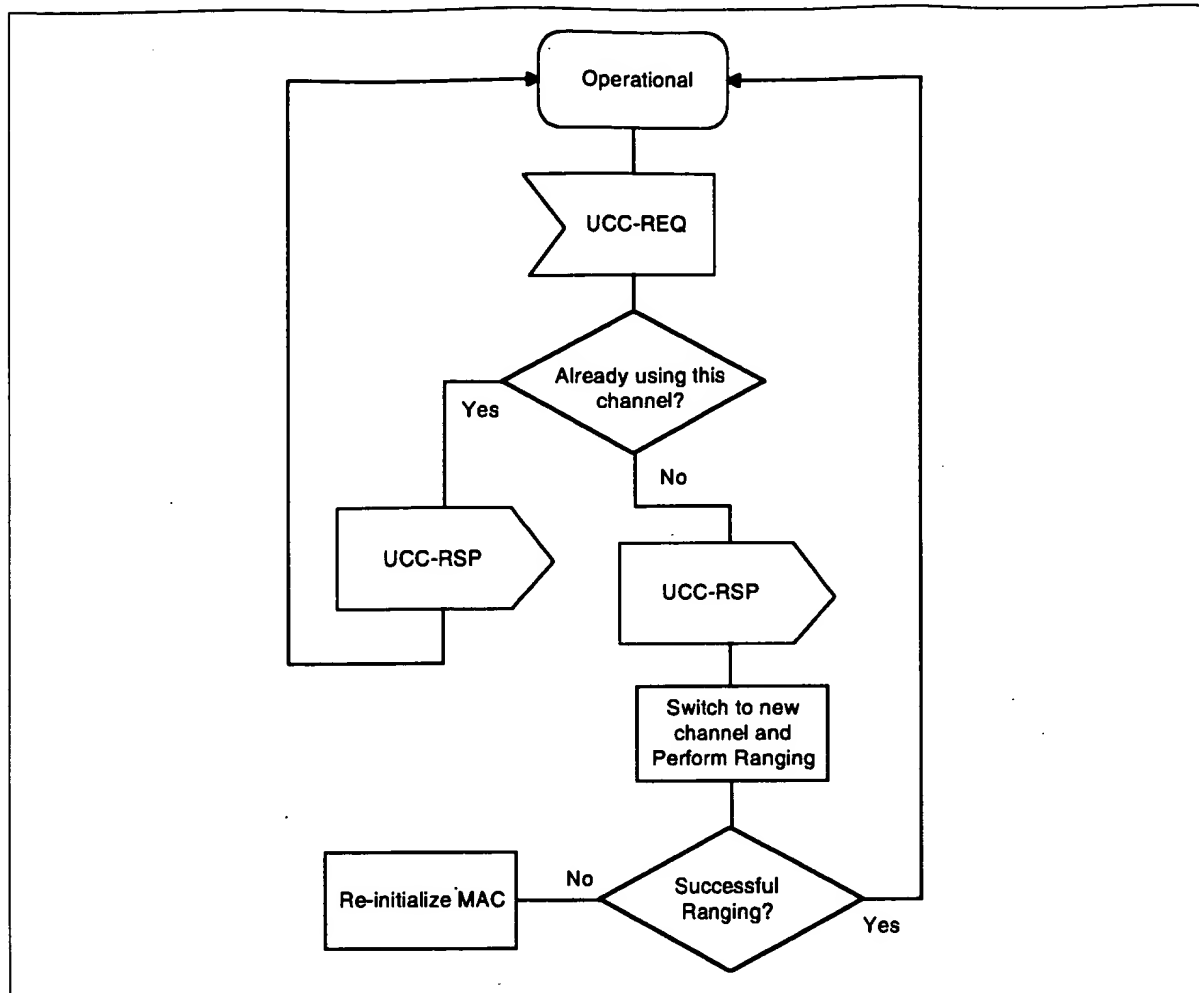 Operational
UCC-REQ
Already using this
channel?
Yes
No
UCC-RSP
UCC-RSP
Switch to new
channel and
Perform Ranging
Re-initialize MAC
No
Successful
Ranging?
Yes